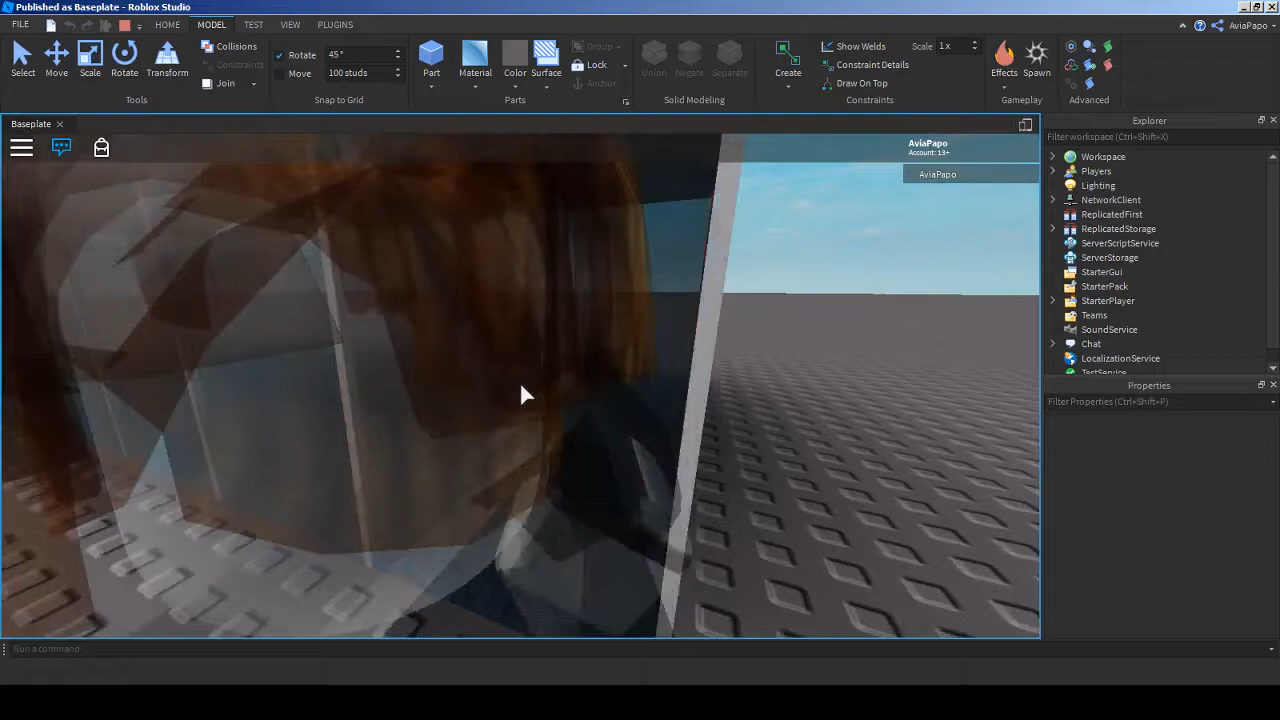 Published as Baseplate - Roblox Studio
FILE
HOME
MODEL
TEST
VIEW
PLUGINS
AviaPapo
Select
Move
Scale
Rotate
Transform
Collisions
Constraints
Join
Tools
Rotate
45°
Move
100 studs
Snap to Grid
Part
Material
Color
Surface
Group
Lock
Anchor
Parts
Union
Negate
Separate
Solid Modeling
Create
Show Welds
Scale
1x
Constraint Details
Draw On Top
Constraints
Effects
Spawn
Gameplay
Advanced
Baseplate
AviaPapo
Account: 13+
AviaPapo
Explorer
Filter workspace (Ctrl+Shift+X)
Workspace
Players
Lighting
NetworkClient
ReplicatedFirst
ReplicatedStorage
ServerScriptService
ServerStorage
StarterGui
StarterPack
StarterPlayer
Teams
SoundService
Chat
LocalizationService
TestService
Properties
Filter Properties (Ctrl+Shift+P)
Run a command